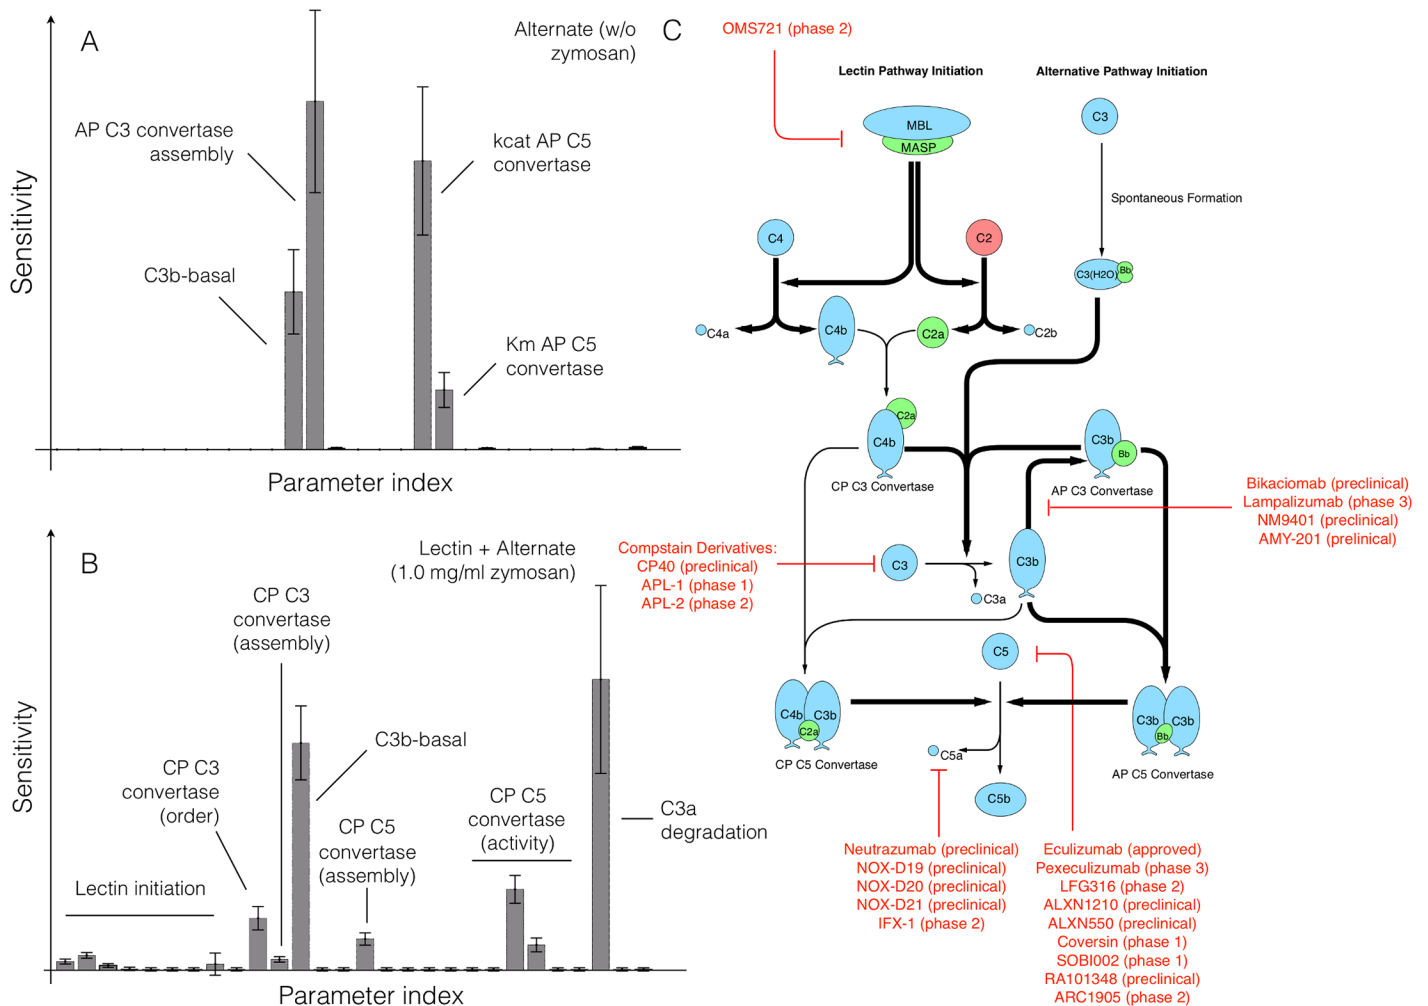 A
Alternate (w/o
zymosan)
AP C3 convertase
assembly
kcat AP C5
convertase
C3b-basal
Km AP C5
convertase
Sensitivity
Parameter index
B
Lectin + Alternate
(1.0 mg/ml zymosan)
CP C3
convertase
(assembly)
CP C3
convertase
(order)
C3b-basal
CP C5
convertase
(assembly)
CP C5
convertase
(activity)
C3a
degradation
Lectin initiation
Sensitivity
Parameter index
C
OMS721 (phase 2)
Lectin Pathway Initiation
Alternative Pathway Initiation
MBL
MASP
C3
Spontaneous Formation
C4
C2
C3(H2O)
Bb
C4a
C4b
C2a
C2b
C2a
C4b
CP C3 Convertase
C3b
Bb
AP C3 Convertase
Bikaciomab (preclinical)
Lampalizumab (phase 3)
NM9401 (preclinical)
AMY-201 (prelinical)
Compstain Derivatives:
CP40 (preclinical)
APL-1 (phase 1)
APL-2 (phase 2)
C3
C3b
C3a
C5
C4b
C3b
C2a
CP C5 Convertase
C3b
C3b
Bb
AP C5 Convertase
C5a
C5b
Neutrazumab (preclinical)
NOX-D19 (preclinical)
NOX-D20 (preclinical)
NOX-D21 (preclinical)
IFX-1 (phase 2)
Eculizumab (approved)
Pexeculizumab (phase 3)
LFG316 (phase 2)
ALXN1210 (preclinical)
ALXN550 (preclinical)
Coversin (phase 1)
SOBI002 (phase 1)
RA101348 (preclinical)
ARC1905 (phase 2)